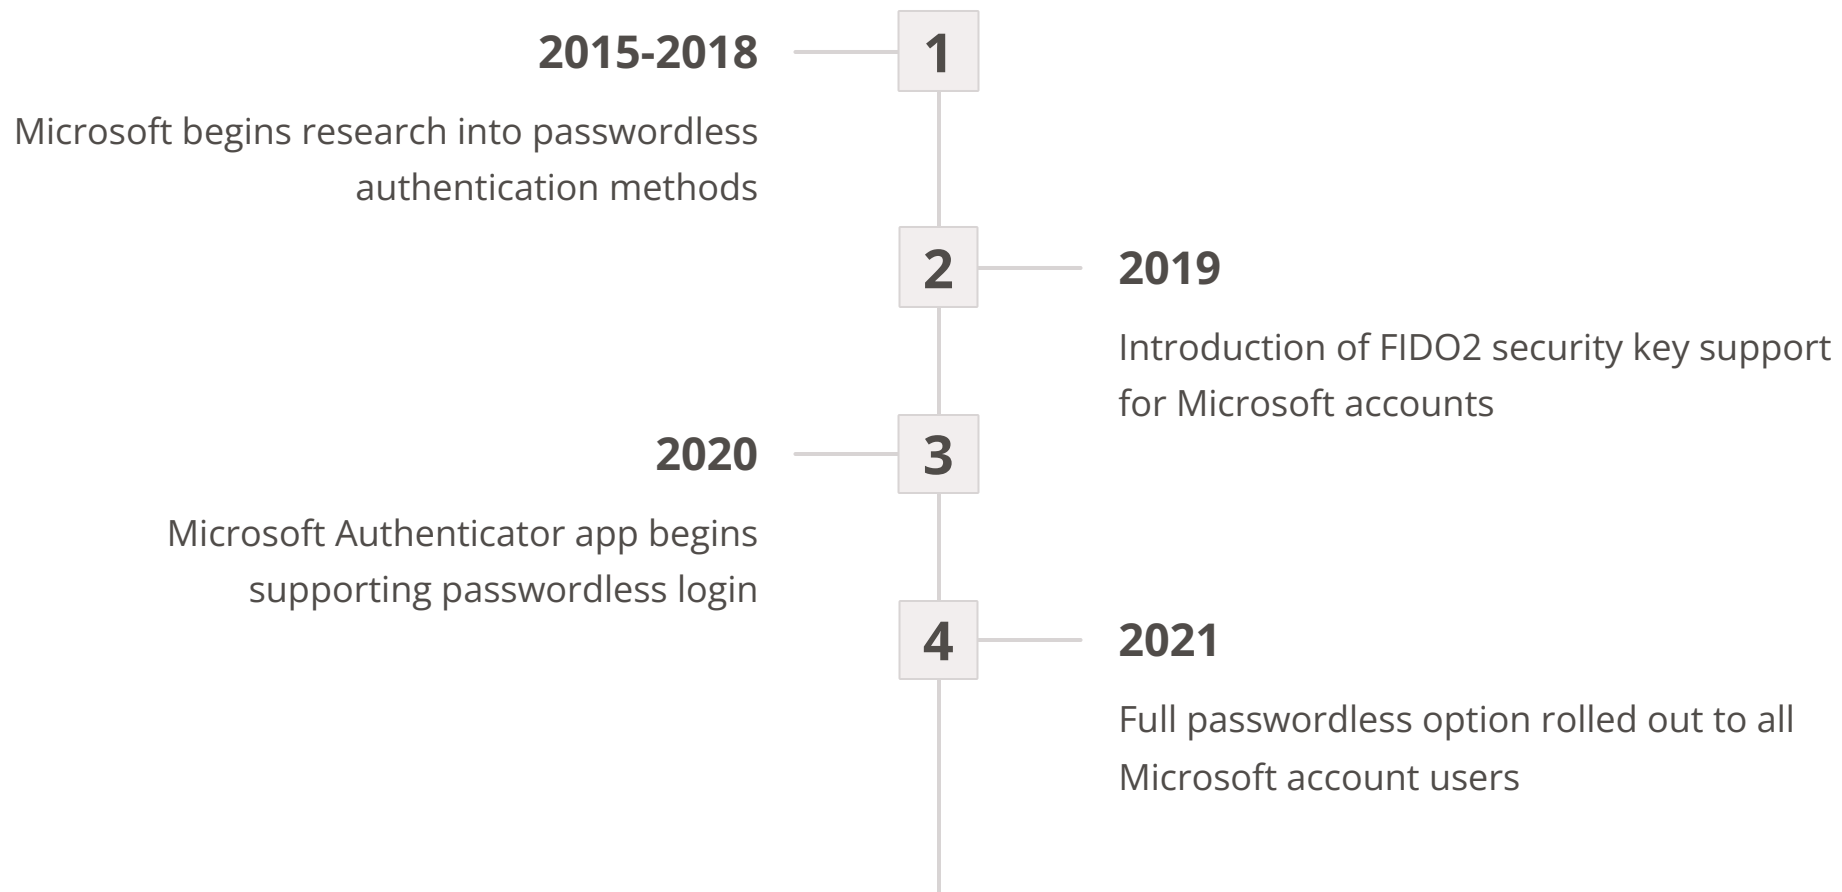 2015-2018
1
Microsoft begins research into passwordless
authentication methods
2
2019
Introduction of FIDO2 security key support
for Microsoft accounts
2020
3
Microsoft Authenticator app begins
supporting passwordless login
4
2021
Full passwordless option rolled out to all
Microsoft account users